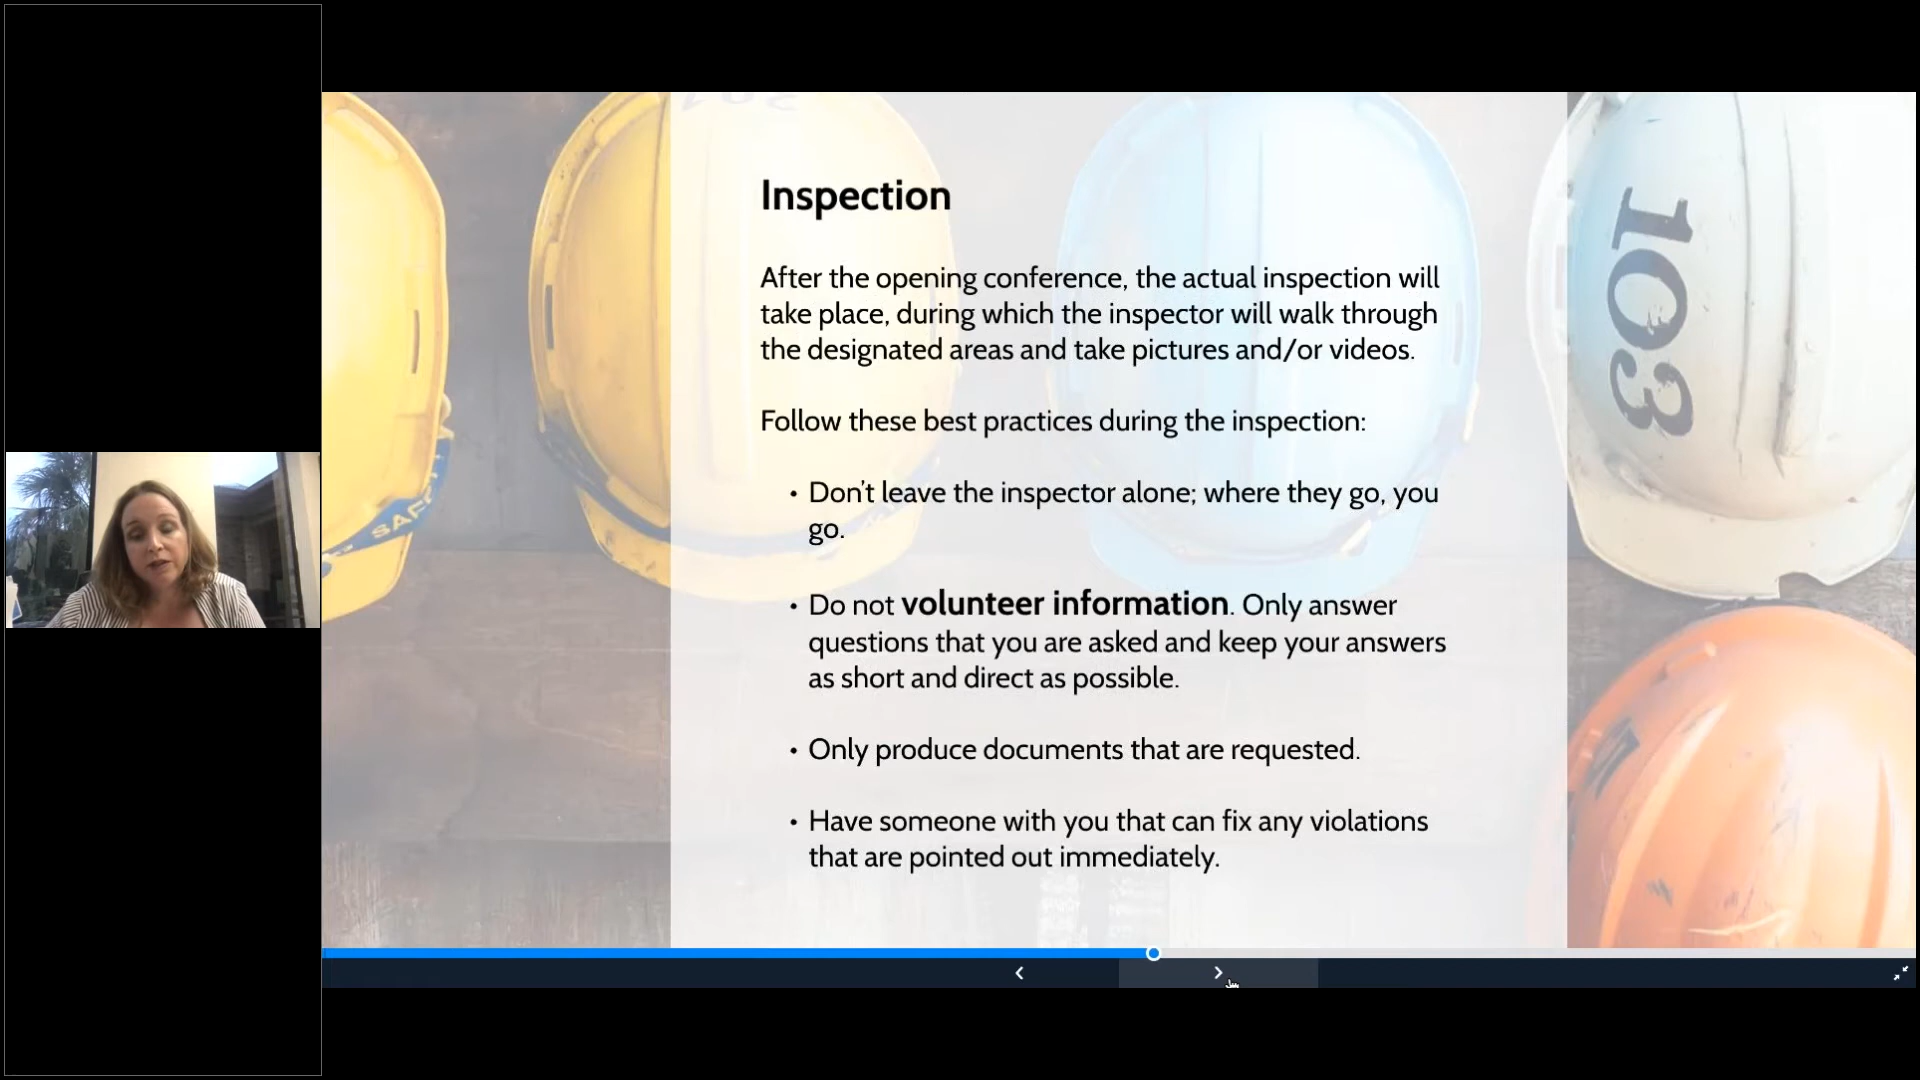 Inspection
After the opening conference, the actual inspection will
take place, during which the inspector will walk through
the designated areas and take pictures and/or videos.
Follow these best practices during the inspection:
• Don't leave the inspector alone; where they go, you
go.
• Do not volunteer information. Only answer
questions that you are asked and keep your answers
as short and direct as possible.
• Only produce documents that are requested.
• Have someone with you that can fix any violations
that are pointed out immediately.
103